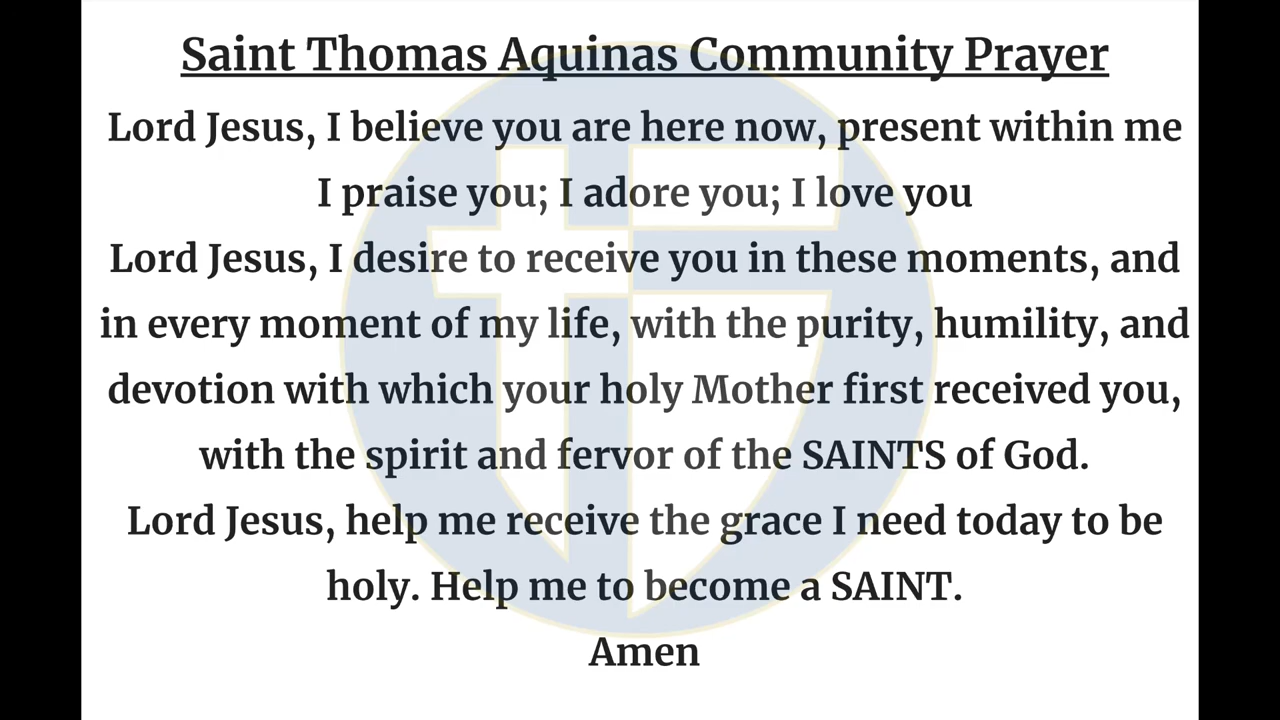 Saint Thomas Aquinas Community Prayer
Lord Jesus, I believe you are here now, present within me
I praise you; I adore you; I love you
Lord Jesus, I desire to receive you in these moments, and
in every moment of my life, with the purity, humility, and
devotion with which your holy Mother first received you,
with the spirit and fervor of the SAINTS of God.
Lord Jesus, help me receive the grace I need today to be
holy. Help me to become a SAINT.
Amen